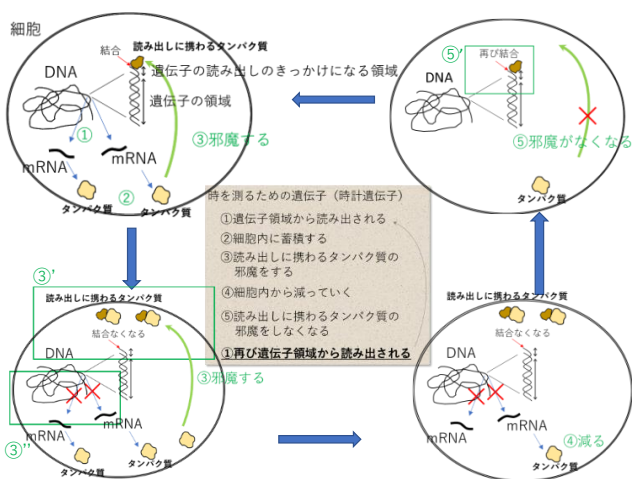 細胞
結合
読み出しに携わるタンパク質
DNA
遺伝子の読み出しのきっかけになる領域
遺伝子の領域
①
③邪魔する
mRNA
mRNA
②
タンパク質
タンパク質
⑤’
再び結合
DNA
⑤邪魔がなくなる
タンパク質
時を測るための遺伝子（時計遺伝子）
①遺伝子領域から読み出される
②細胞内に蓄積する
③読み出しに携わるタンパク質の
邪魔をする
④細胞内から減っていく
⑤読み出しに携わるタンパク質の
邪魔をしなくなる
①再び遺伝子領域から読み出される
③’
読み出しに携わるタンパク質
結合なくなる
DNA
③邪魔する
③’’
mRNA
mRNA
タンパク質
タンパク質
読み出しに携わるタンパク質
結合なくなる
DNA
mRNA
mRNA
④減る
タンパク質